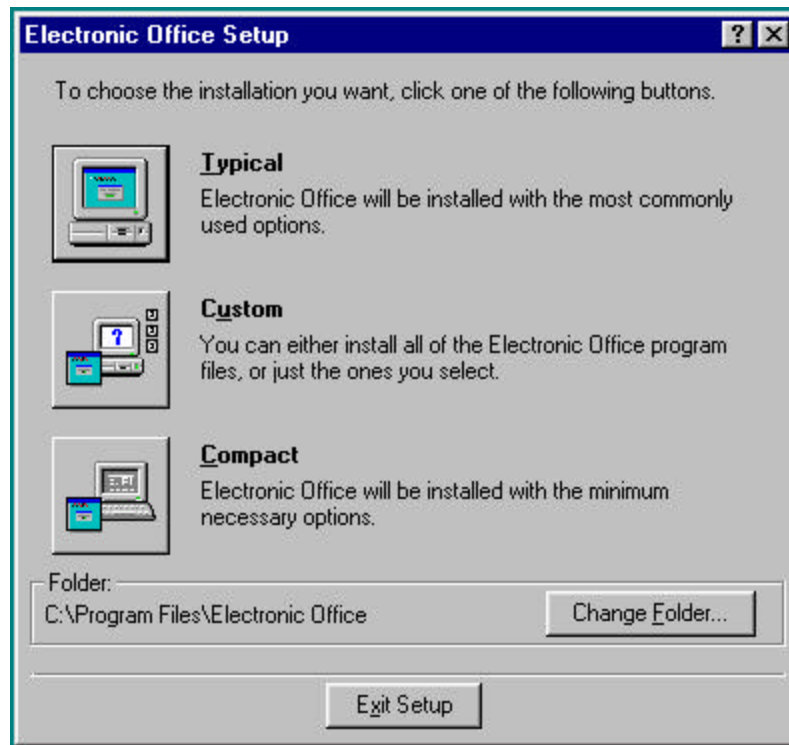 Electronic Office Setup
To choose the installation you want, click one of the following buttons.
Typical
Electronic Office will be installed with the most commonly
used options.
Custom
You can either install all of the Electronic Office program
files, or just the ones you select.
Compact
Electronic Office will be installed with the minimum
necessary options.
Folder:
C:\Program Files\Electronic Office
Change Folder...
Exit Setup